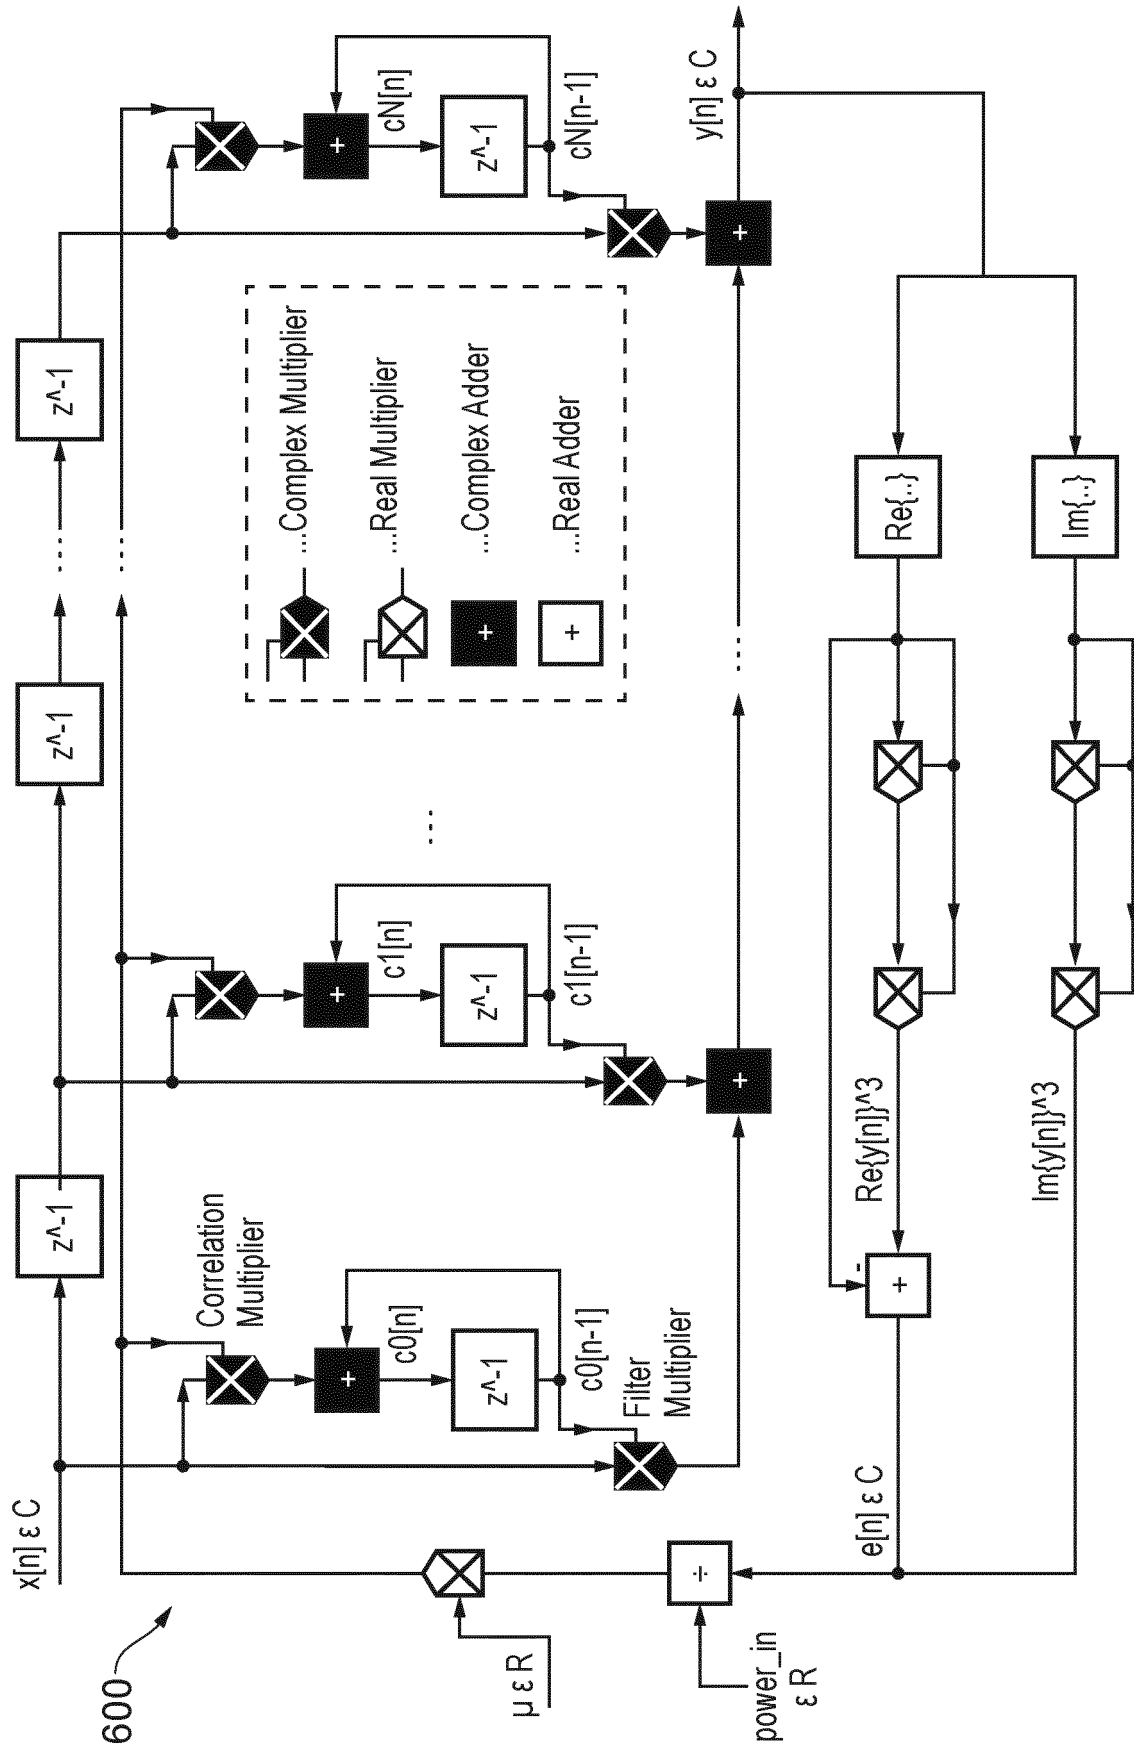 600
x[n] ε C
z^-1
z^-1
...
z^-1
...
Correlation
Multiplier
+
c0[n]
z^-1
c0[n-1]
Filter
Multiplier
+
c1[n]
z^-1
c1[n-1]
+
...
...Complex Multiplier
...Real Multiplier
+ ...Complex Adder
+ ...Real Adder
+
cN[n]
z^-1
cN[n-1]
...
+
y[n] ε C
μ ε R
÷
power_in
ε R
e[n] ε C
+
-
Re{y[n]}^3
Re{..}
Im{y[n]}^3
Im{..}